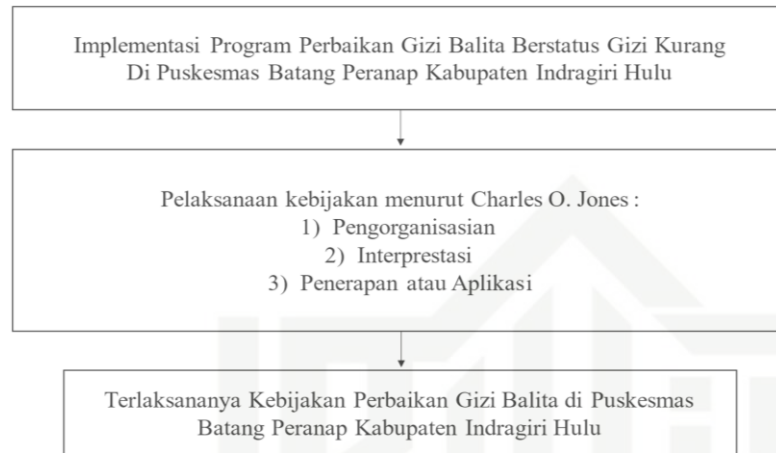 Implementasi Program Perbaikan Gizi Balita Berstatus Gizi Kurang
Di Puskesmas Batang Peranap Kabupaten Indragiri Hulu
Pelaksanaan kebijakan menurut Charles O. Jones :
1) Pengorganisasian
2) Interprestasi
3) Penerapan atau Aplikasi
Terlaksananya Kebijakan Perbaikan Gizi Balita di Puskesmas
Batang Peranap Kabupaten Indragiri Hulu